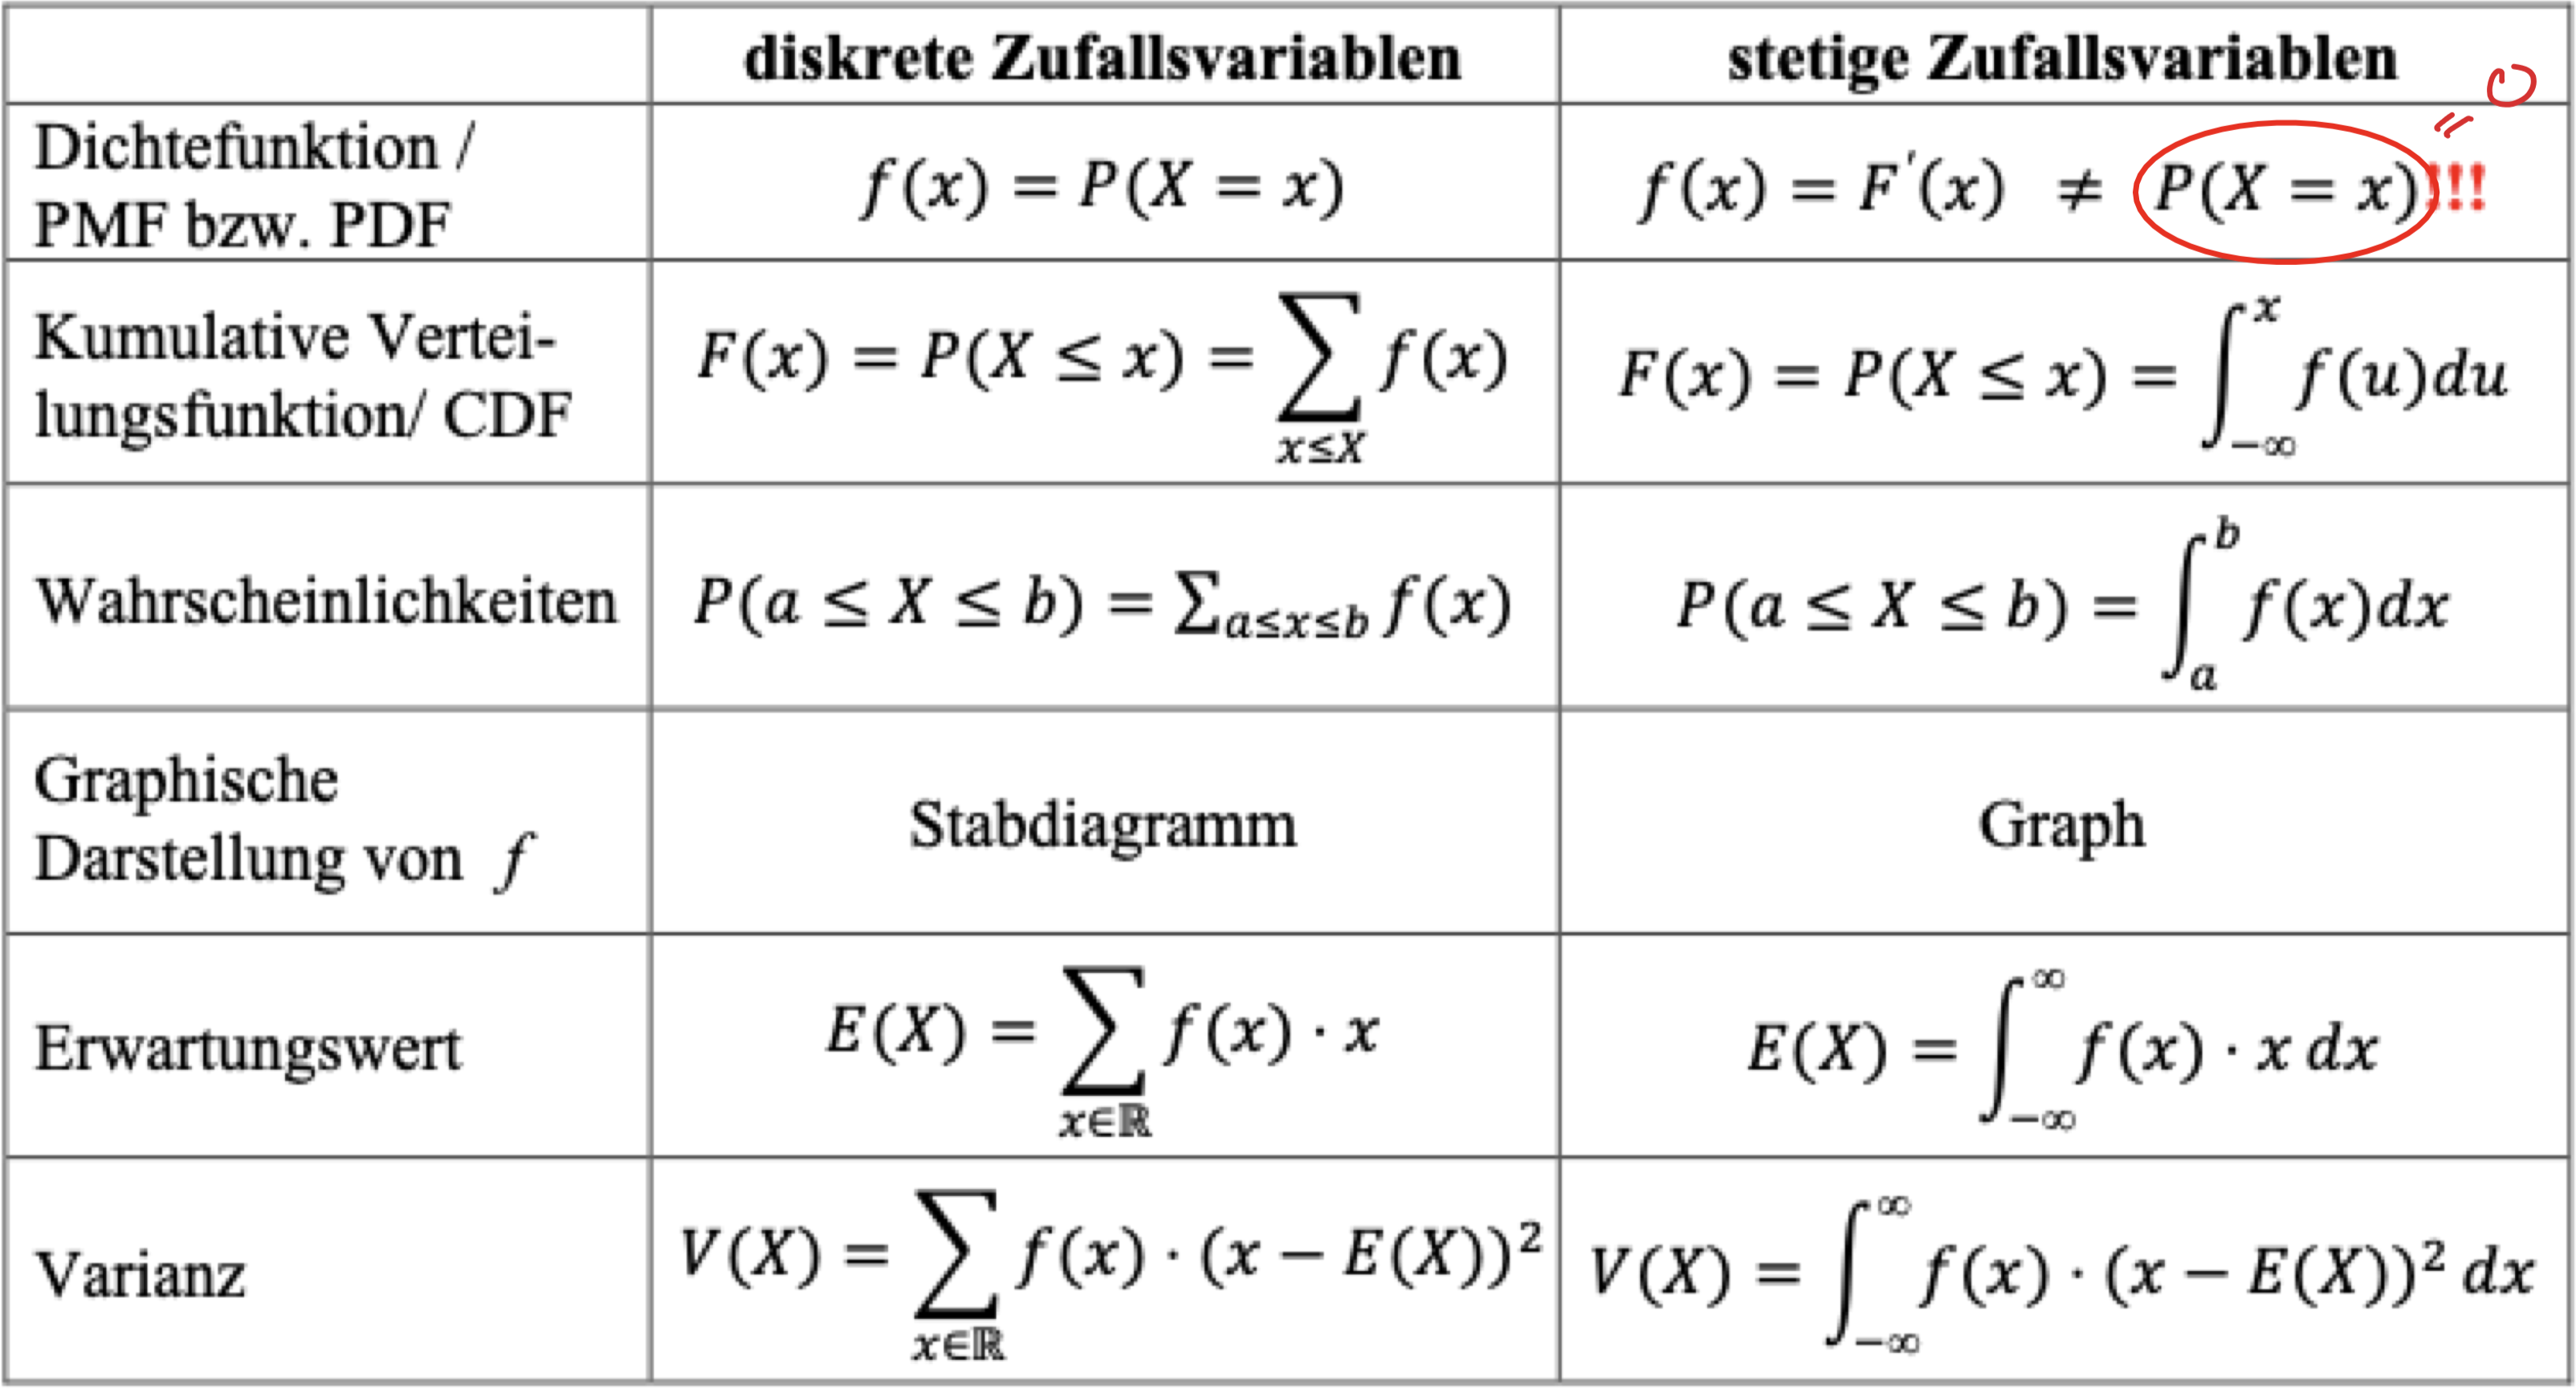 diskrete Zufallsvariablen stetige Zufallsvariablen
Dichtefunktion /
PMF bzw. PDF
f(x) = P(X = x)
f(x) = F′(x) ≠ P(X = x)!!! = 0
Kumulative Vertei-
lungsfunktion/ CDF
F(x) = P(X ≤ x) = ∑_{x≤X} f(x)
F(x) = P(X ≤ x) = ∫_{−∞}^{x} f(u)du
Wahrscheinlichkeiten
P(a ≤ X ≤ b) = ∑_{a≤x≤b} f(x)
P(a ≤ X ≤ b) = ∫_{a}^{b} f(x)dx
Graphische
Darstellung von f
Stabdiagramm
Graph
Erwartungswert
E(X) = ∑_{x∈ℝ} f(x) · x
E(X) = ∫_{−∞}^{∞} f(x) · x dx
Varianz
V(X) = ∑_{x∈ℝ} f(x) · (x − E(X))²
V(X) = ∫_{−∞}^{∞} f(x) · (x − E(X))² dx